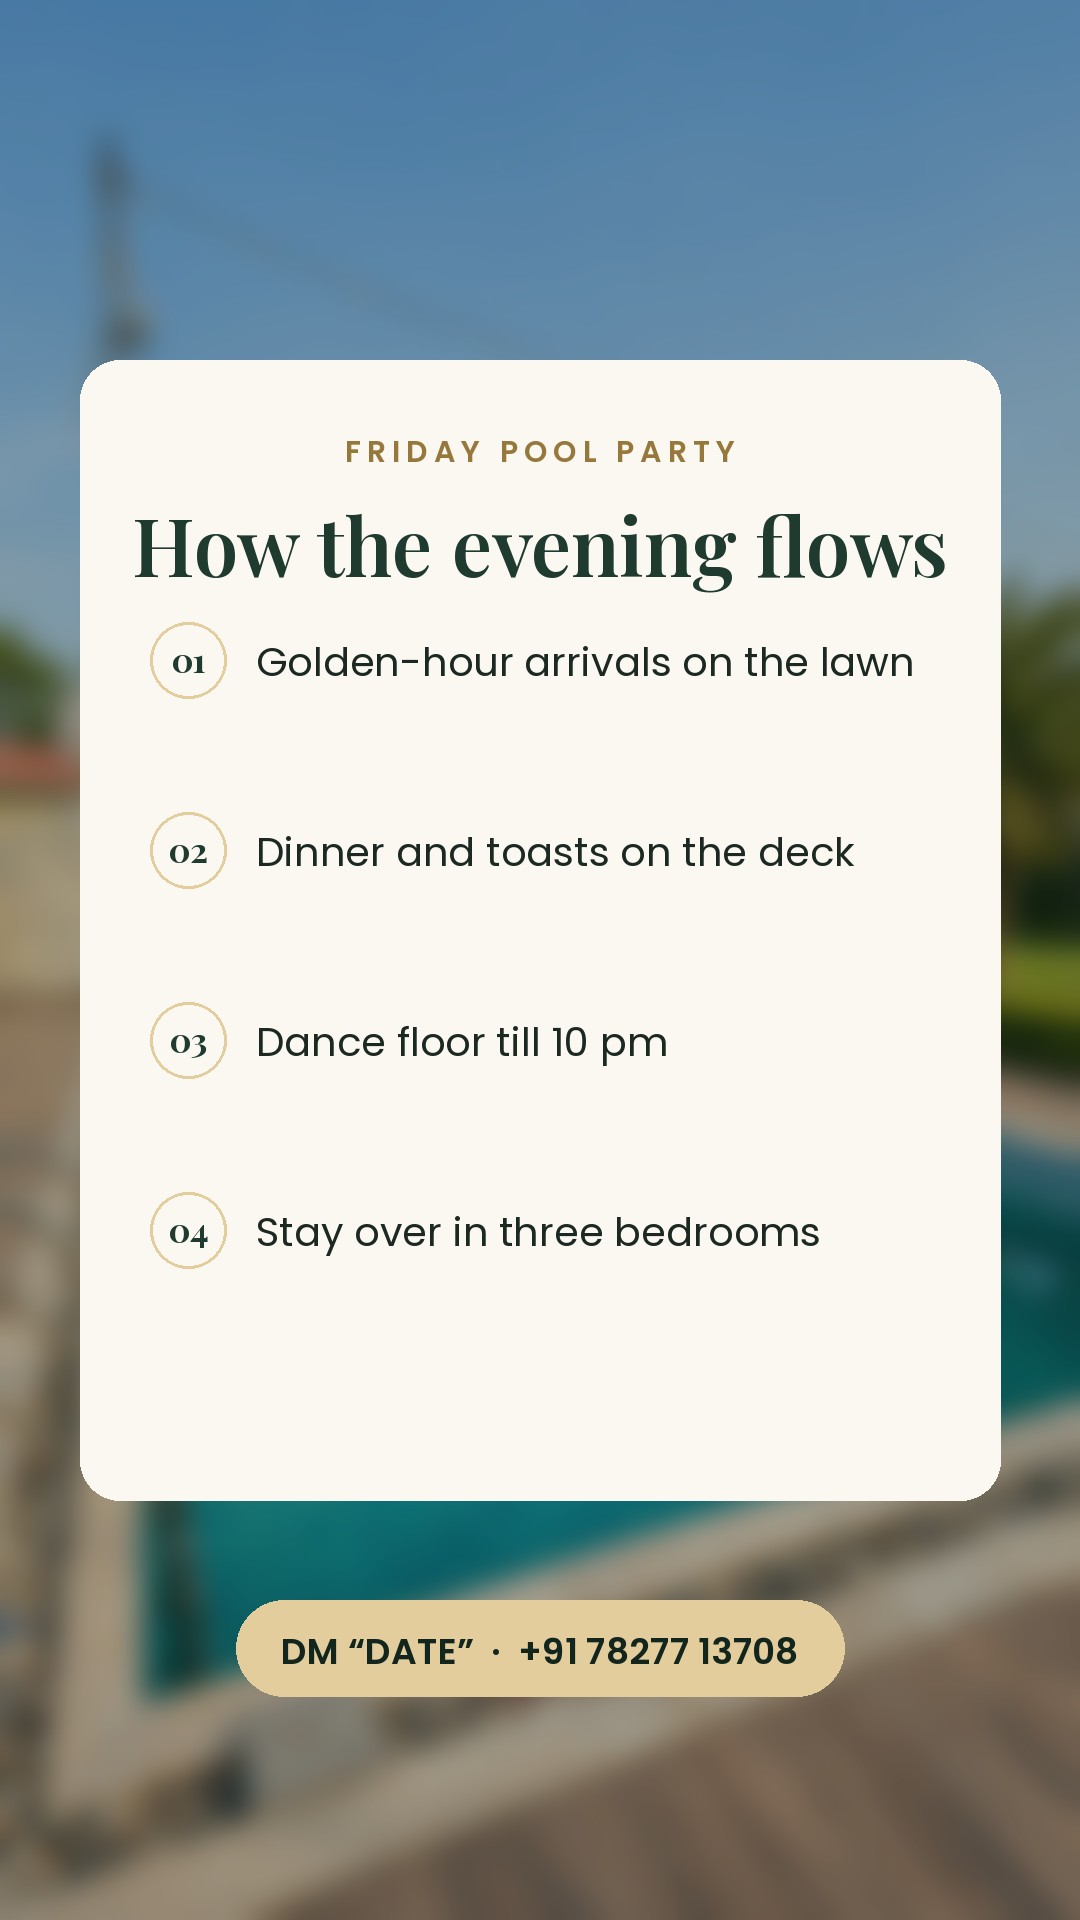 FRIDAY POOL PARTY
How the evening flows
01 Golden-hour arrivals on the lawn
02 Dinner and toasts on the deck
03 Dance floor till 10 pm
04 Stay over in three bedrooms
DM “DATE” · +91 78277 13708